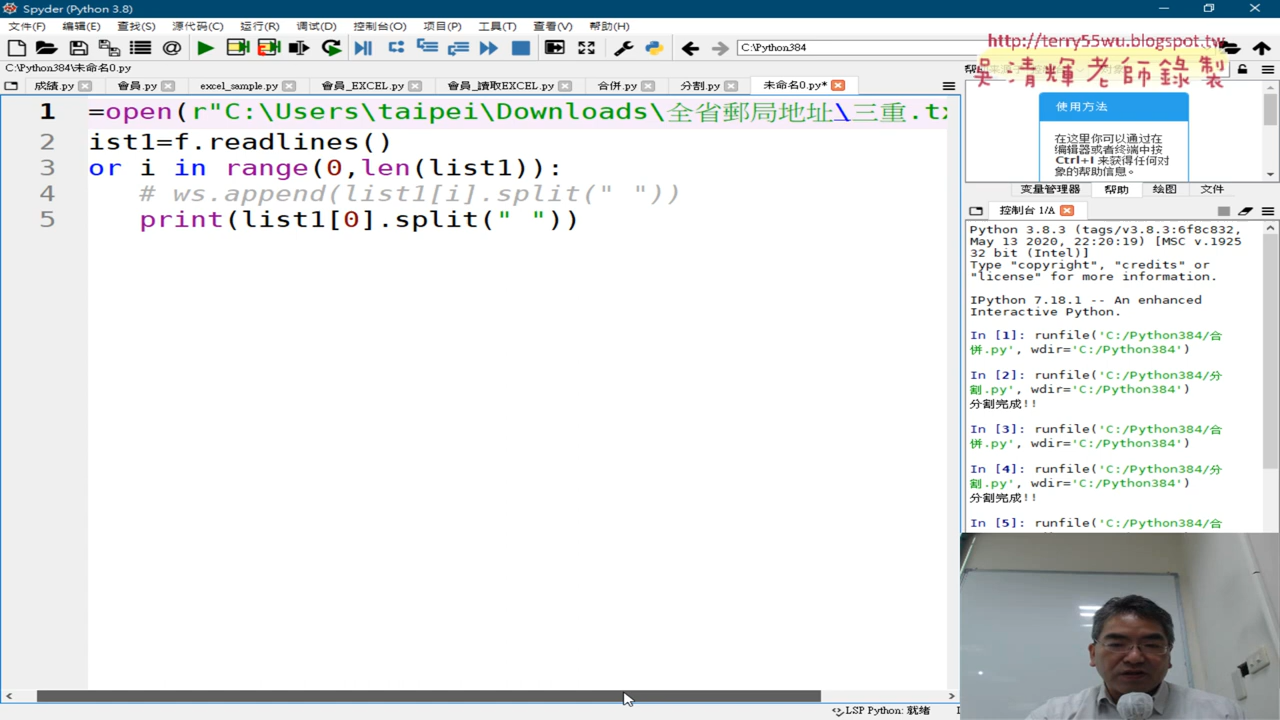 Spyder (Python 3.8)
文件(F) 编辑(E) 查找(S) 源代码(C) 运行(R) 调试(D) 控制台(O) 项目(P) 工具(T) 查看(V) 帮助(H)
C:\Python384
http://terry55wu.blogspot.tw
吳清輝老師錄製
C:\Python384\未命名0.py
成績.py 會員.py excel_sample.py 會員_EXCEL.py 會員_讀取EXCEL.py 合併.py 分割.py 未命名0.py*
1 =open(r"C:\Users\taipei\Downloads\全省郵局地址\三重.tx
2 ist1=f.readlines()
3 or i in range(0,len(list1)):
4 # ws.append(list1[i].split(" "))
5 print(list1[0].split(" "))
使用方法
在这里你可以通过在
编辑器或者终端中按
Ctrl+I 来获得任何对
象的帮助信息。
变量管理器 帮助 绘图 文件
控制台 1/A
Python 3.8.3 (tags/v3.8.3:6f8c832,
May 13 2020, 22:20:19) [MSC v.1925
32 bit (Intel)]
Type "copyright", "credits" or
"license" for more information.
IPython 7.18.1 -- An enhanced
Interactive Python.
In [1]: runfile('C:/Python384/合
併.py', wdir='C:/Python384')
In [2]: runfile('C:/Python384/分
割.py', wdir='C:/Python384')
分割完成!!
In [3]: runfile('C:/Python384/合
併.py', wdir='C:/Python384')
In [4]: runfile('C:/Python384/分
割.py', wdir='C:/Python384')
分割完成!!
In [5]: runfile('C:/Python384/合
LSP Python: 就绪